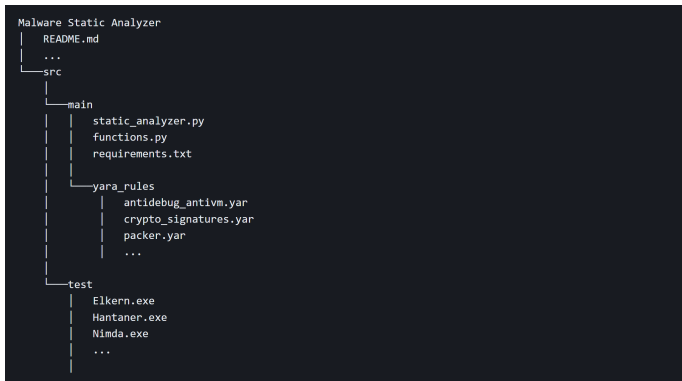 Malware Static Analyzer
README.md
...
src
main
static_analyzer.py
functions.py
requirements.txt
yara_rules
antidebug_antivm.yar
crypto_signatures.yar
packer.yar
...
test
Elkern.exe
Hantaner.exe
Nimda.exe
...